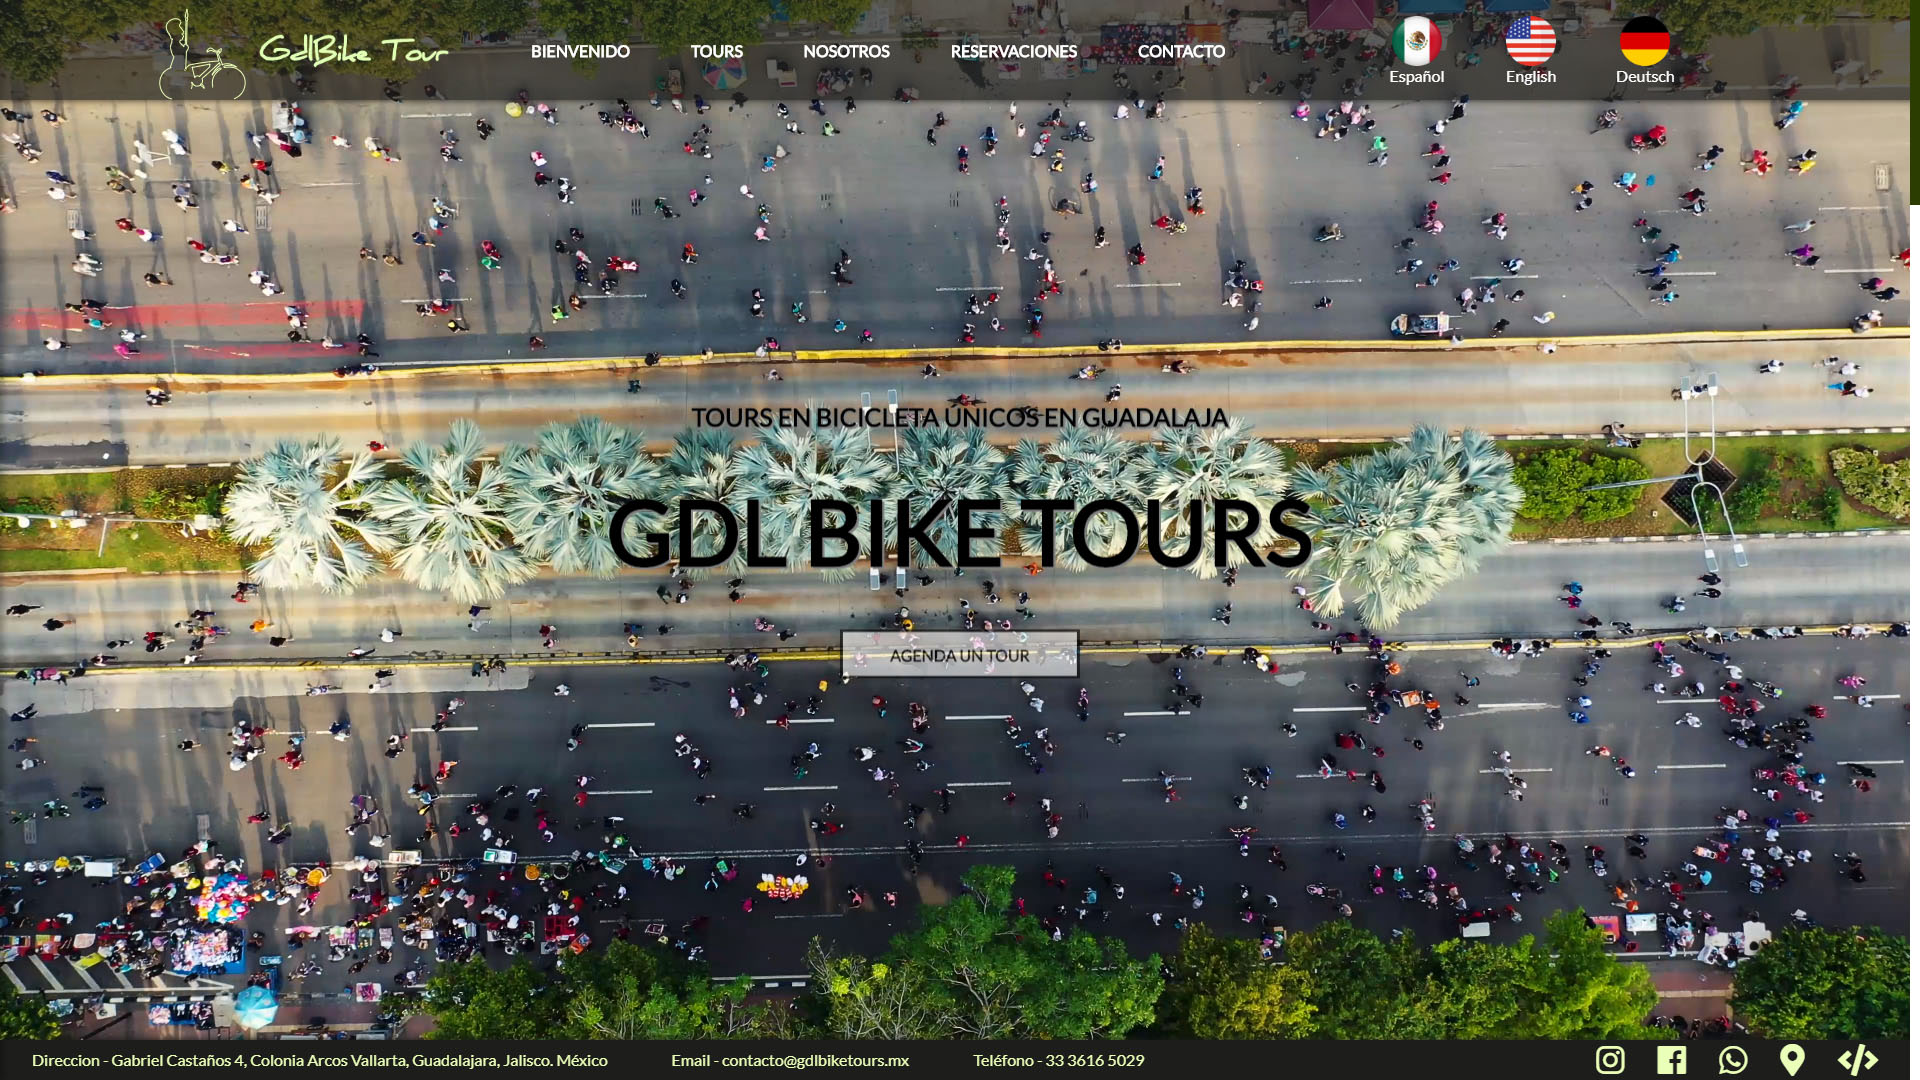 GdlBike Tour
BIENVENIDO
TOURS
NOSOTROS
RESERVACIONES
CONTACTO
Español
English
Deutsch
TOURS EN BICICLETA ÚNICOS EN GUADALAJA
GDL BIKE TOURS
AGENDA UN TOUR
Direccion - Gabriel Castaños 4, Colonia Arcos Vallarta, Guadalajara, Jalisco. México
Email - contacto@gdlbiketours.mx
Teléfono - 33 3616 5029